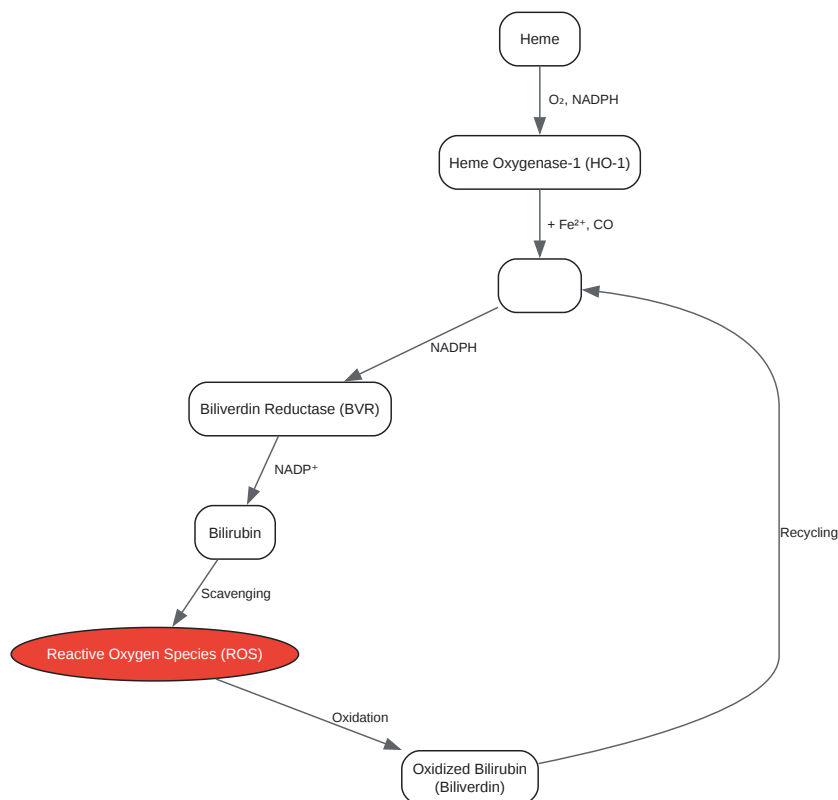 Heme
O₂, NADPH
Heme Oxygenase-1 (HO-1)
+ Fe²⁺, CO
NADPH
Biliverdin Reductase (BVR)
NADP⁺
Bilirubin
Recycling
Scavenging
Reactive Oxygen Species (ROS)
Oxidation
Oxidized Bilirubin
(Biliverdin)